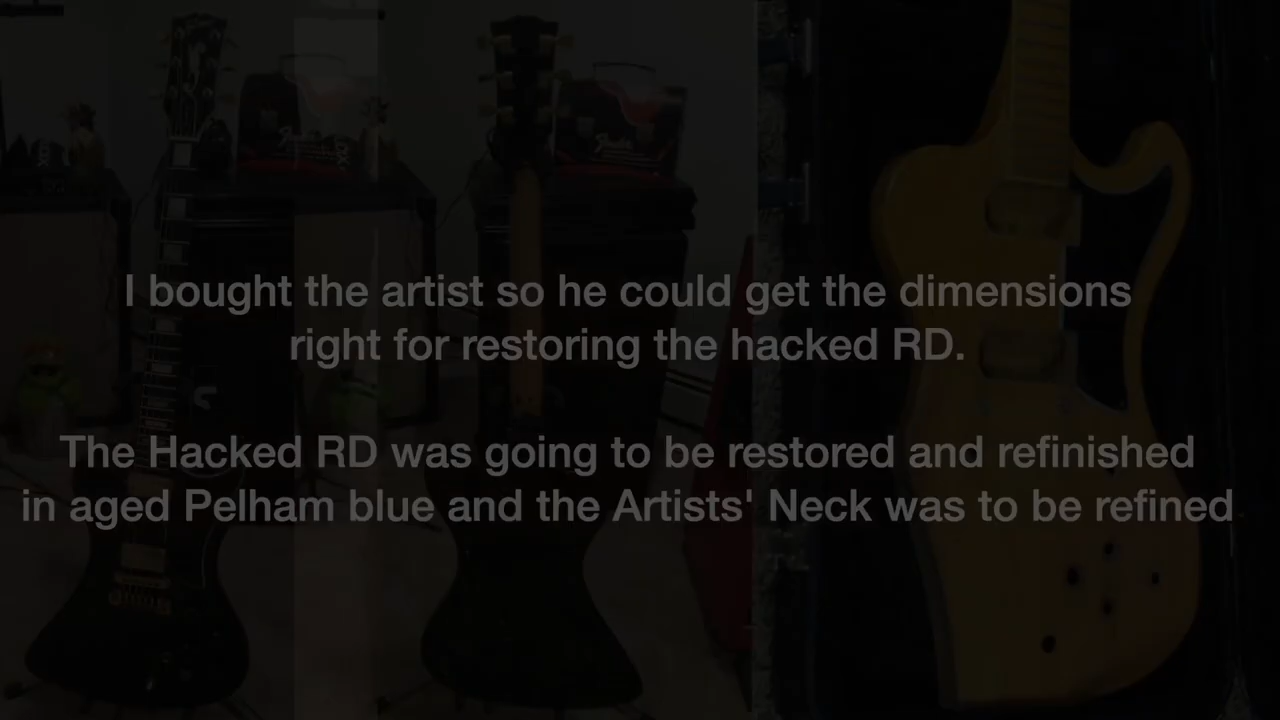 I bought the artist so he could get the dimensions
right for restoring the hacked RD.
The Hacked RD was going to be restored and refinished
in aged Pelham blue and the Artists' Neck was to be refined